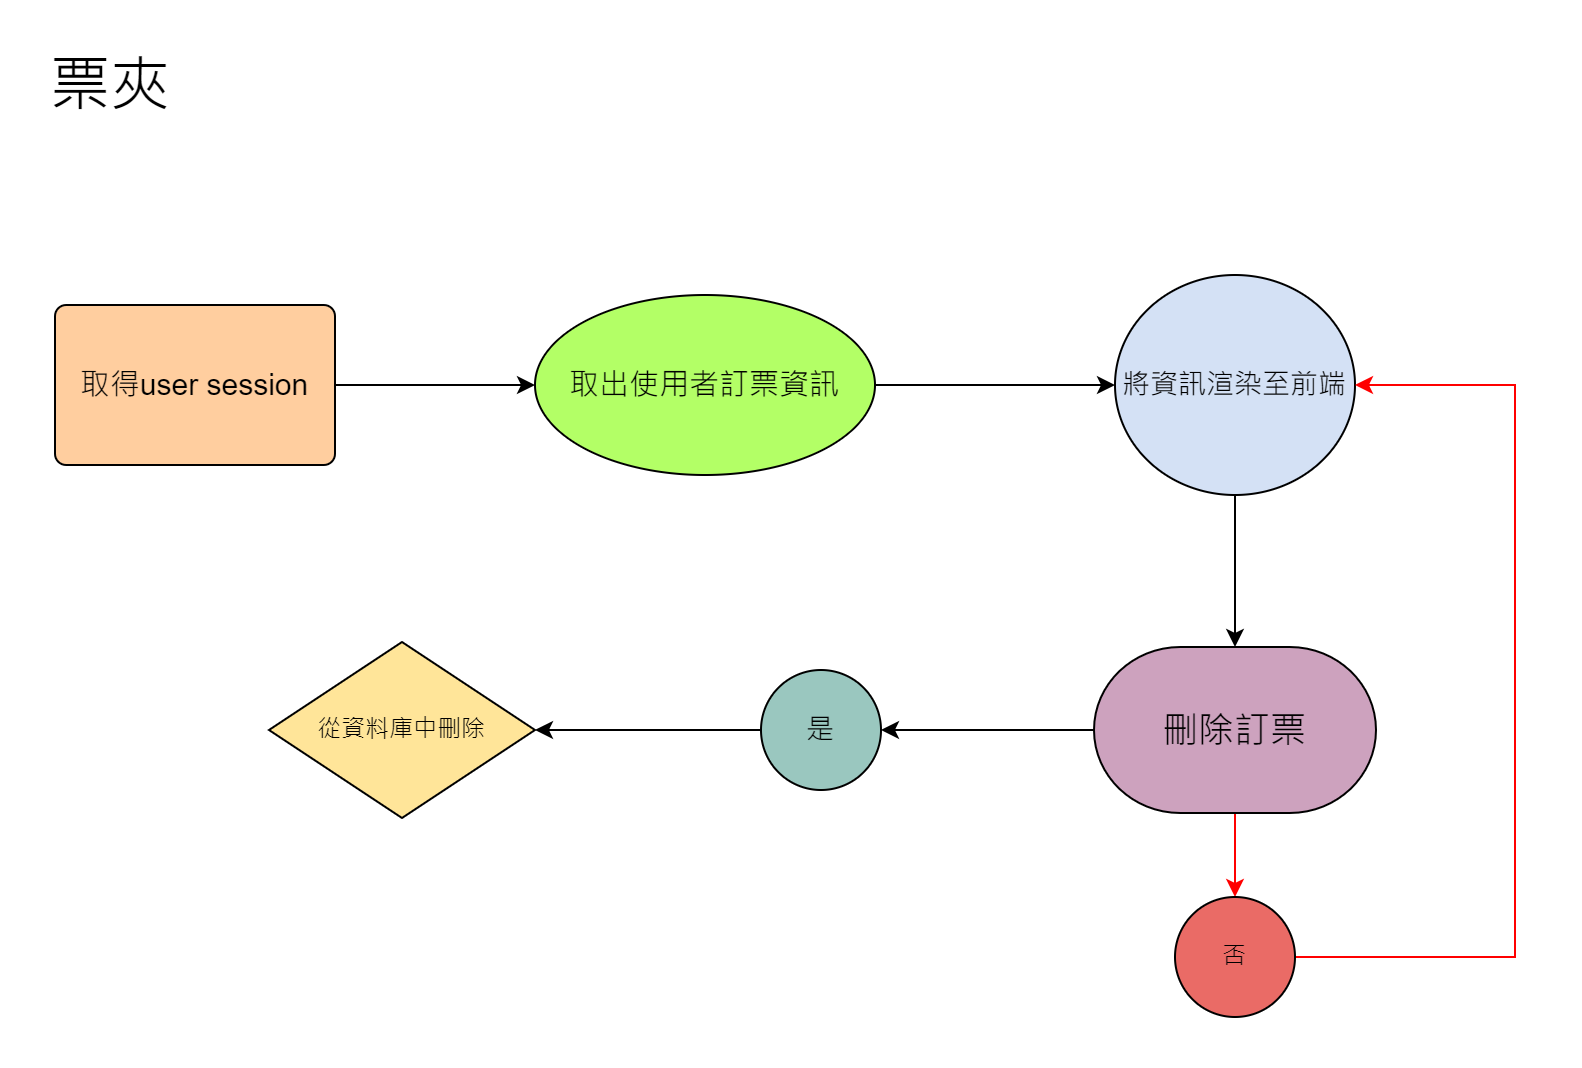 票夾
取得user session
取出使用者訂票資訊
將資訊渲染至前端
從資料庫中刪除
是
刪除訂票
否